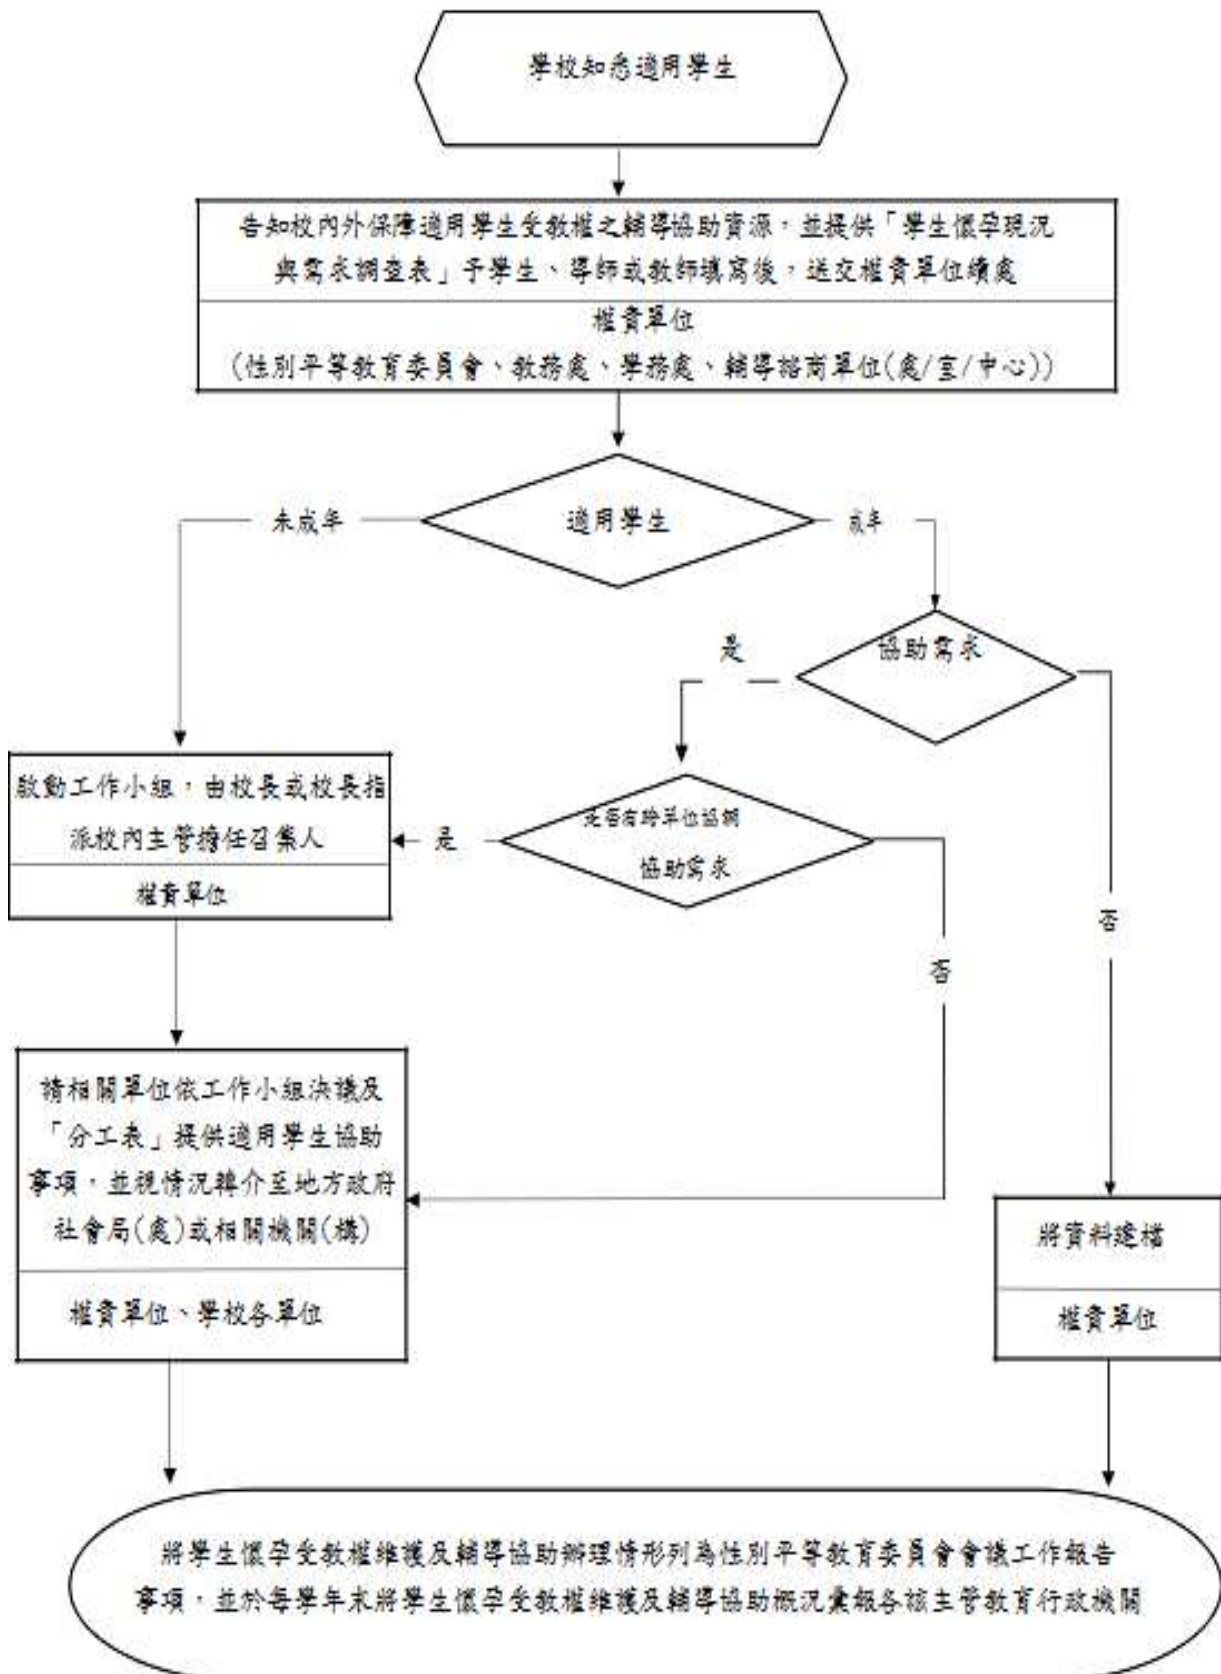 學校知悉適用學生
告知校內外保障適用學生受教權之輔導協助資源，並提供「學生懷孕現況
與需求調查表」予學生、導師或教師填寫後，送交權責單位續處
權責單位
(性別平等教育委員會、教務處、學務處、輔導諮商單位(處/室/中心))
未成年
適用學生
成年
是
協助需求
啟動工作小組，由校長或校長指
派校內主管擔任召集人
權責單位
是
是否有跨單位協調
協助需求
否
否
請相關單位依工作小組決議及
「分工表」提供適用學生協助
事項，並視情況轉介至地方政府
社會局(處)或相關機關(構)
權責單位、學校各單位
將資料建檔
權責單位
將學生懷孕受教權維護及輔導協助辦理情形列為性別平等教育委員會會議工作報告
事項，並於每學年末將學生懷孕受教權維護及輔導協助概況彙報各該主管教育行政機關